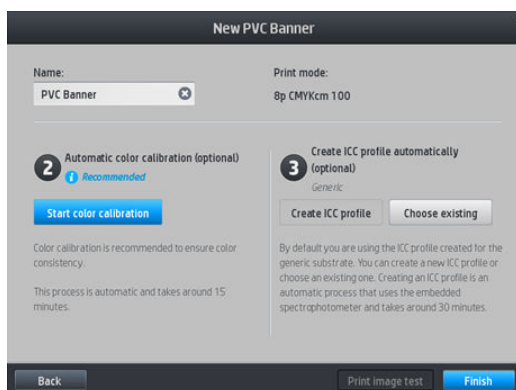 New PVC Banner
Name:
PVC Banner
Print mode:
8p CMYKcm 100
2
Automatic color calibration (optional)
i Recommended
Start color calibration
Color calibration is recommended to ensure color
consistency.
This process is automatic and takes around 15
minutes.
3
Create ICC profile automatically
(optional)
Generic
Create ICC profile
Choose existing
By default you are using the ICC profile created for the
generic substrate. You can create a new ICC profile or
choose an existing one. Creating an ICC profile is an
automatic process that uses the embedded
spectrophotometer and takes around 30 minutes.
Back
Print image test
Finish